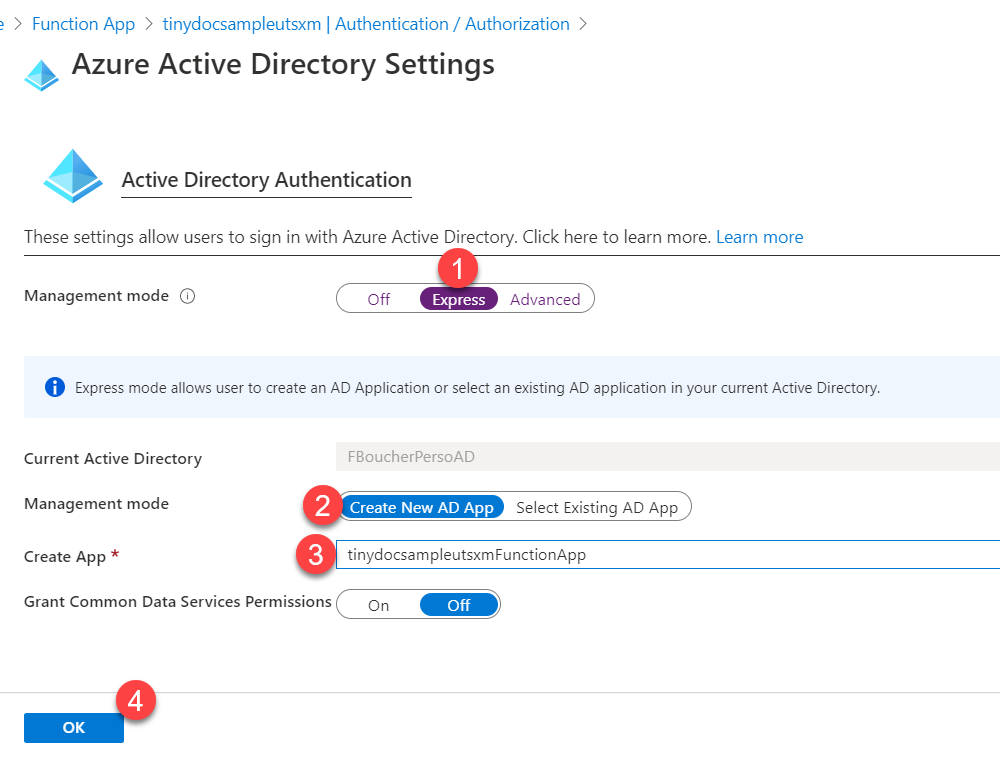 e > Function App > tinydocsampleutsxm | Authentication / Authorization >
Azure Active Directory Settings
Active Directory Authentication
These settings allow users to sign in with Azure Active Directory. Click here to learn more. Learn more
1
Management mode
Off Express Advanced
Express mode allows user to create an AD Application or select an existing AD application in your current Active Directory.
Current Active Directory FBoucherPersoAD
Management mode 2 Create New AD App Select Existing AD App
Create App * 3 tinydocsampleutsxmFunctionApp
Grant Common Data Services Permissions On Off
4
OK